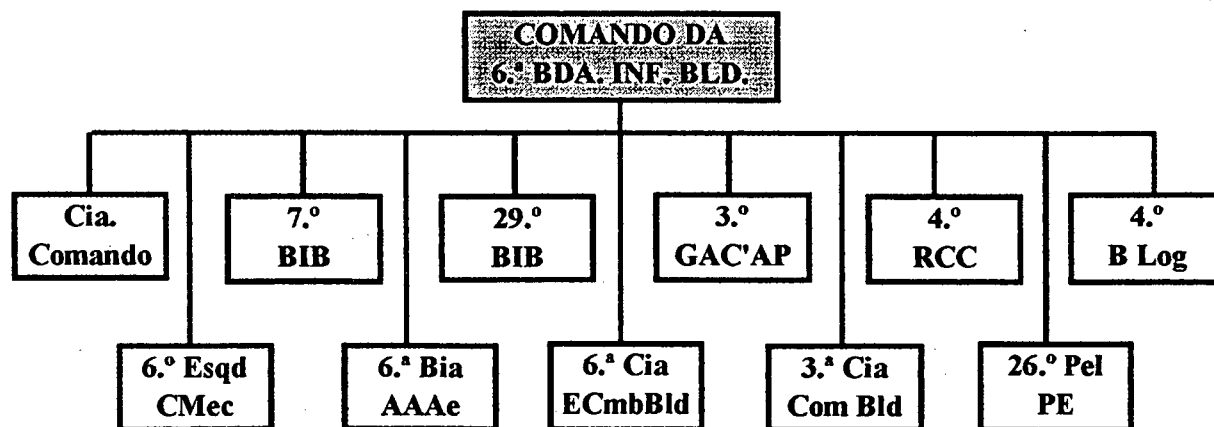 COMANDO DA
6.ª BDA. INF. BLD.
Cia.
Comando
7.º
BIB
29.º
BIB
3.º
GAC'AP
4.º
RCC
4.º
B Log
6.º Esqd
CMec
6.ª Bia
AAAe
6.ª Cia
ECmbBld
3.ª Cia
Com Bld
26.º Pel
PE